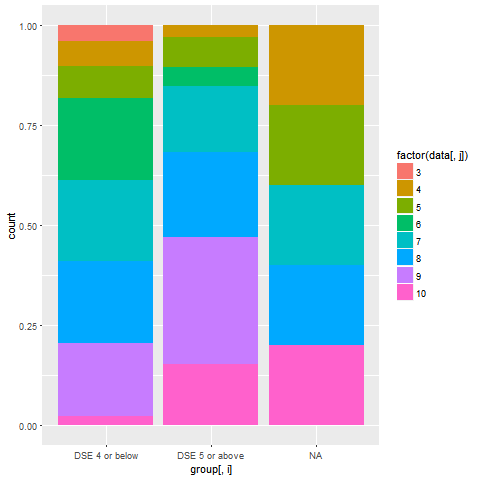 1.00
0.75
0.50
0.25
0.00
count
DSE 4 or below
DSE 5 or above
NA
group[, i]
factor(data[, j])
3
4
5
6
7
8
9
10